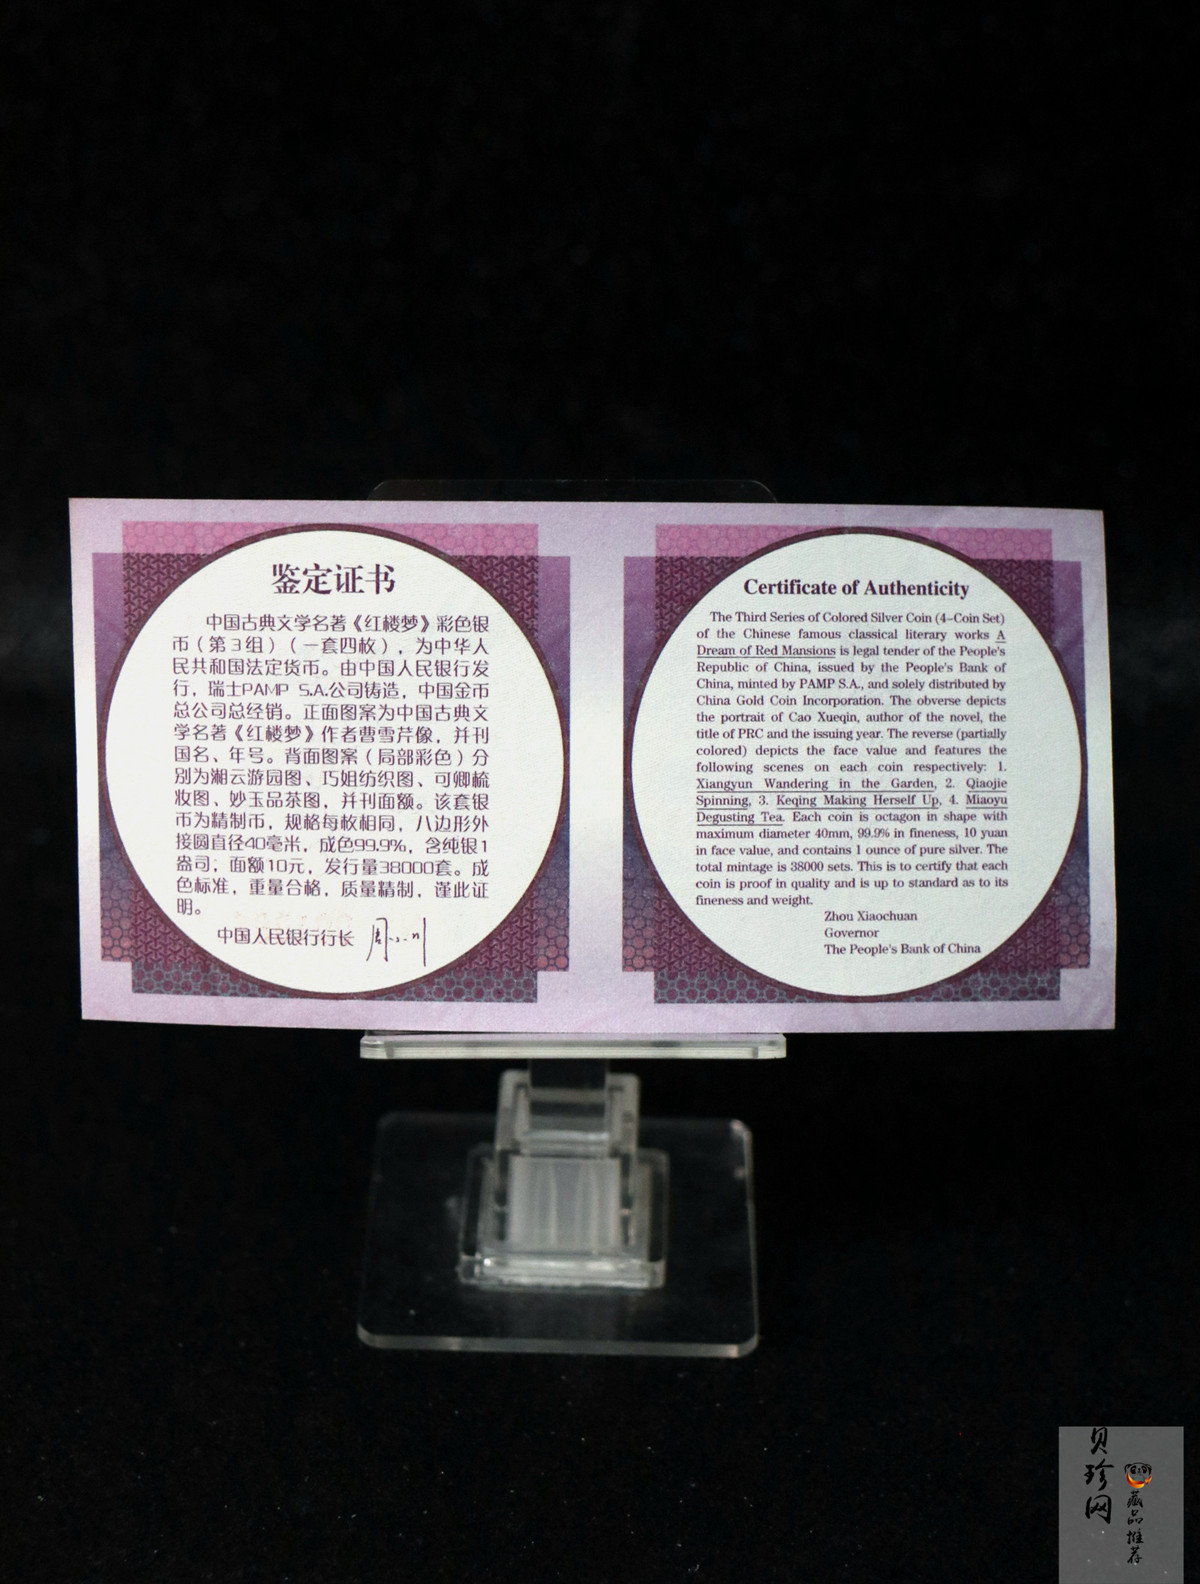 鉴定证书
中国古典文学名著《红楼梦》彩色银
币（第3组）（一套四枚），为中华人
民共和国法定货币。由中国人民银行发
行，瑞士PAMP S.A.公司铸造，中国金币
总公司总经销。正面图案为中国古典文
学名著《红楼梦》作者曹雪芹像，并刊
国名、年号。背面图案（局部彩色）分
别为湘云游园图、巧姐纺织图、可卿梳
妆图、妙玉品茶图，并刊面额。该套银
币为精制币，规格每枚相同，八边形外
接圆直径40毫米，成色99.9%，含纯银1
盎司，面额10元，发行量38000套。成
色标准，重量合格，质量精制，谨此证
明。
中国人民银行行长
Certificate of Authenticity
The Third Series of Colored Silver Coin (4-Coin Set)
of the Chinese famous classical literary works A
Dream of Red Mansions is legal tender of the People's
Republic of China, issued by the People's Bank of
China, minted by PAMP S.A., and solely distributed by
China Gold Coin Incorporation. The obverse depicts
the portrait of Cao Xueqin, author of the novel, the
title of PRC and the issuing year. The reverse (partially
colored) depicts the face value and features the
following scenes on each coin respectively: 1.
Xiangyun Wandering in the Garden, 2. Qiaojie
Spinning, 3. Keqing Making Herself Up, 4. Miaoyu
Degusting Tea. Each coin is octagon in shape with
maximum diameter 40mm, 99.9% in fineness, 10 yuan
in face value, and contains 1 ounce of pure silver. The
total mintage is 38000 sets. This is to certify that each
coin is proof in quality and is up to standard as to its
fineness and weight.
Zhou Xiaochuan
Governor
The People's Bank of China
贝珍网
藏品推荐